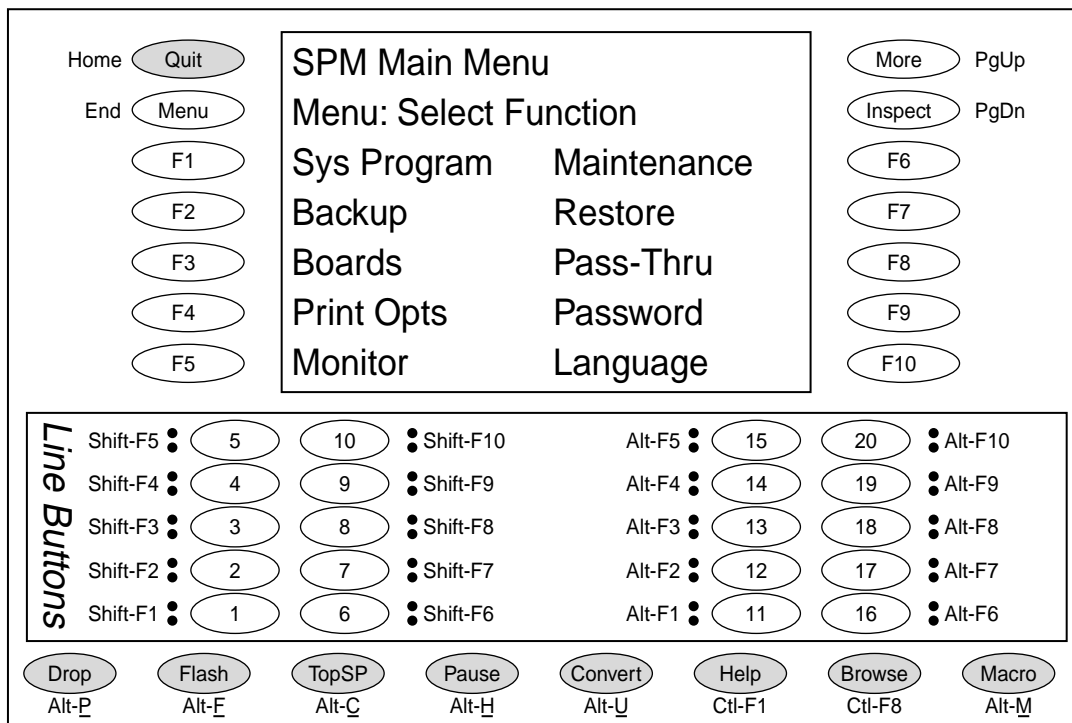 Home Quit SPM Main Menu More PgUp
End Menu Menu: Select Function Inspect PgDn
F1 Sys Program Maintenance F6
F2 Backup Restore F7
F3 Boards Pass-Thru F8
F4 Print Opts Password F9
F5 Monitor Language F10
Line Buttons
Shift-F5 5 10 Shift-F10 Alt-F5 15 20 Alt-F10
Shift-F4 4 9 Shift-F9 Alt-F4 14 19 Alt-F9
Shift-F3 3 8 Shift-F8 Alt-F3 13 18 Alt-F8
Shift-F2 2 7 Shift-F7 Alt-F2 12 17 Alt-F7
Shift-F1 1 6 Shift-F6 Alt-F1 11 16 Alt-F6
Drop Flash TopSP Pause Convert Help Browse Macro
Alt-P Alt-F Alt-C Alt-H Alt-U Ctl-F1 Ctl-F8 Alt-M